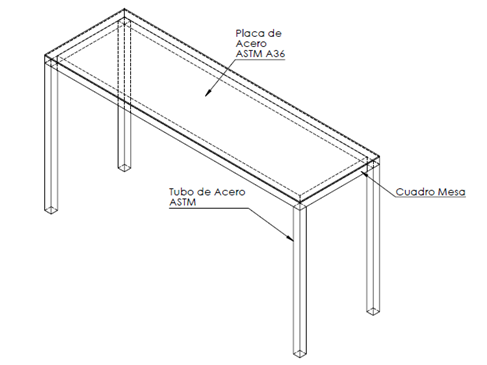 Placa de
Acero
ASTM A36
Tubo de Acero
ASTM
Cuadro Mesa